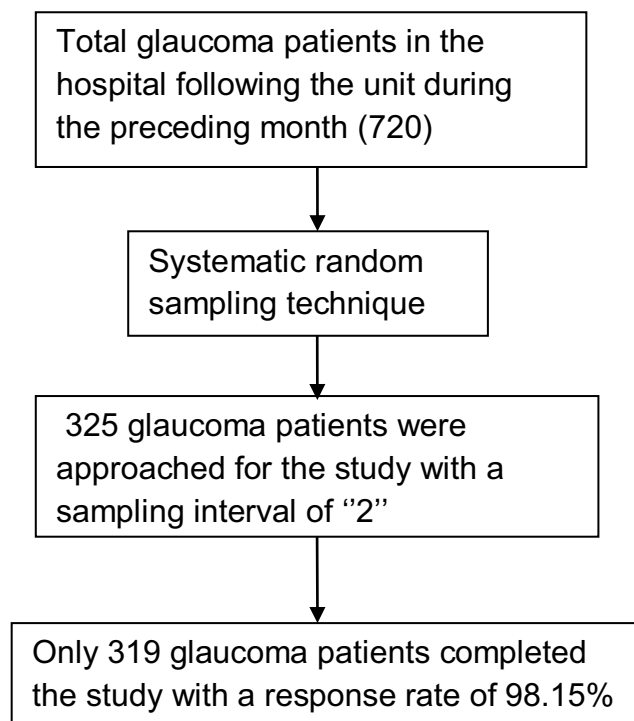 Total glaucoma patients in the
hospital following the unit during
the preceding month (720)
Systematic random
sampling technique
325 glaucoma patients were
approached for the study with a
sampling interval of ‘‘2’’
Only 319 glaucoma patients completed
the study with a response rate of 98.15%